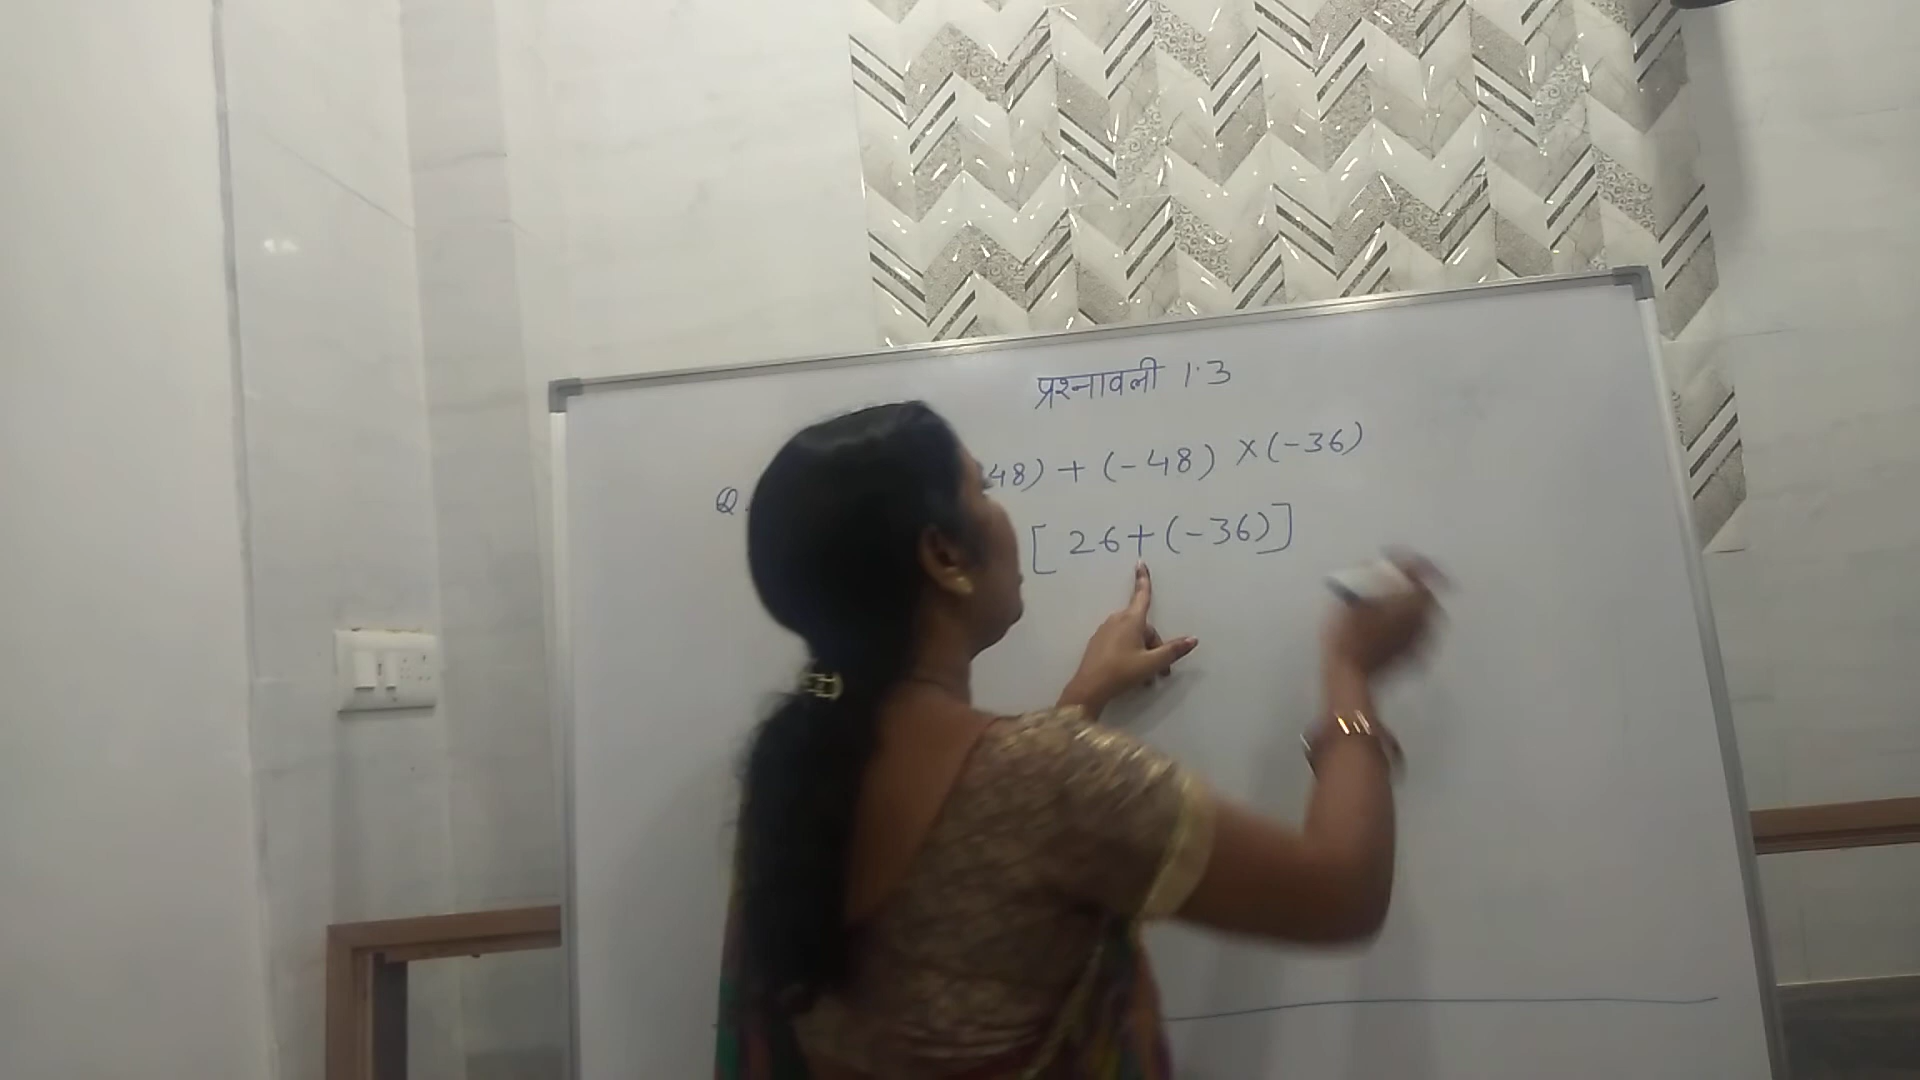 प्रश्नावली 1.3
Q. 48) + (-48) × (-36)
[ 26 + (-36) ]